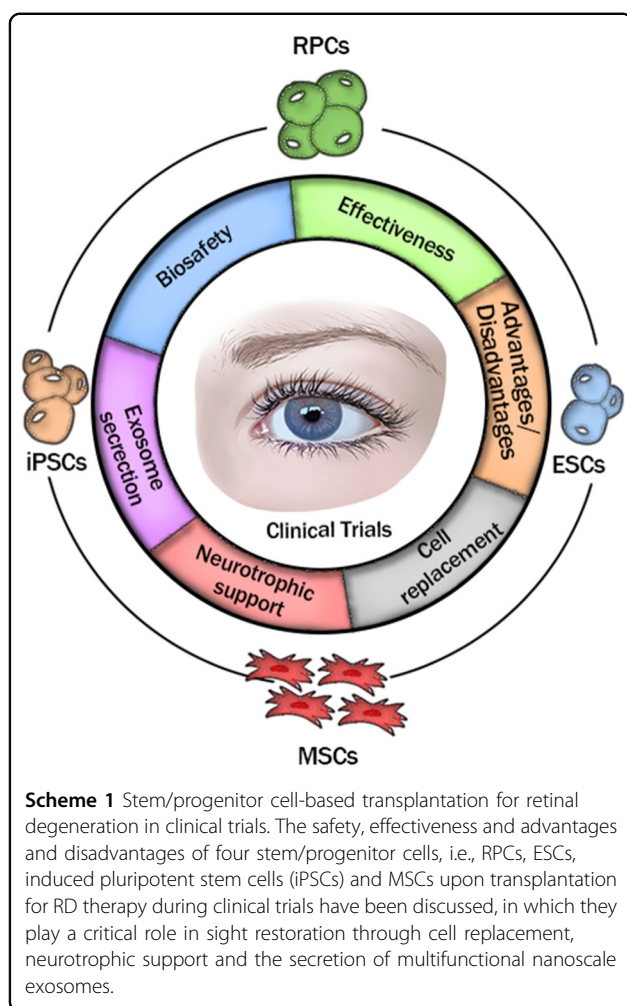 RPCs
Effectiveness
Biosafety
Advantages/
Disadvantages
Exosome
secrection
iPSCs
ESCs
Clinical Trials
Cell
replacement
Neurotrophic
support
MSCs
Scheme 1 Stem/progenitor cell-based transplantation for retinal
degeneration in clinical trials. The safety, effectiveness and advantages
and disadvantages of four stem/progenitor cells, i.e., RPCs, ESCs,
induced pluripotent stem cells (iPSCs) and MSCs upon transplantation
for RD therapy during clinical trials have been discussed, in which they
play a critical role in sight restoration through cell replacement,
neurotrophic support and the secretion of multifunctional nanoscale
exosomes.